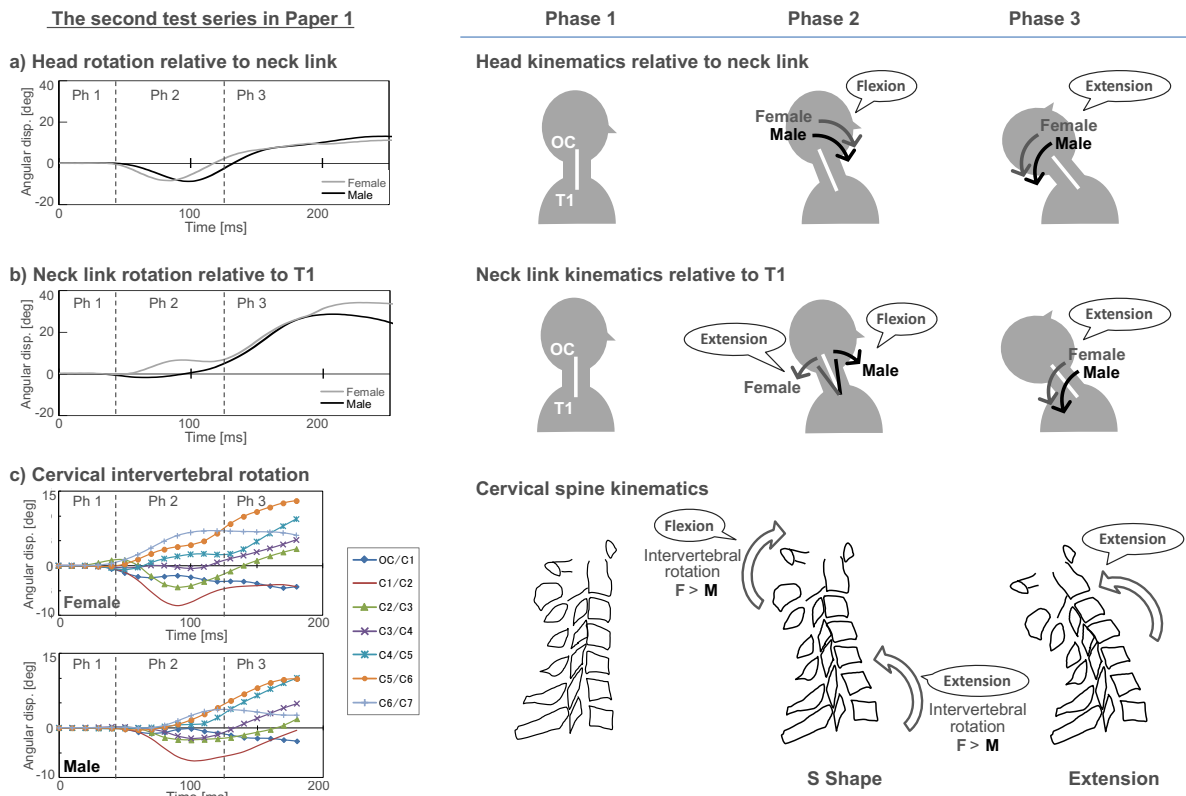 The second test series in Paper 1
Phase 1 Phase 2 Phase 3
a) Head rotation relative to neck link
Angular disp. [deg]
40
20
0
-20
Ph 1 Ph 2 Ph 3
Female
Male
0 100 200
Time [ms]
Head kinematics relative to neck link
OC
T1
Flexion
Female
Male
Extension
Female
Male
b) Neck link rotation relative to T1
Angular disp. [deg]
40
20
0
-20
Ph 1 Ph 2 Ph 3
Female
Male
0 100 200
Time [ms]
Neck link kinematics relative to T1
OC
T1
Extension
Flexion
Female
Male
Extension
Female
Male
c) Cervical intervertebral rotation
Angular disp. [deg]
15
0
-10
Ph 1 Ph 2 Ph 3
Female
0 100 200
Time [ms]
OC/C1
C1/C2
C2/C3
C3/C4
C4/C5
C5/C6
C6/C7
Angular disp. [deg]
15
0
-10
Ph 1 Ph 2 Ph 3
Male
0 100 200
Time [ms]
Cervical spine kinematics
Flexion
Intervertebral
rotation
F > M
Extension
Intervertebral
rotation
F > M
Extension
S Shape
Extension